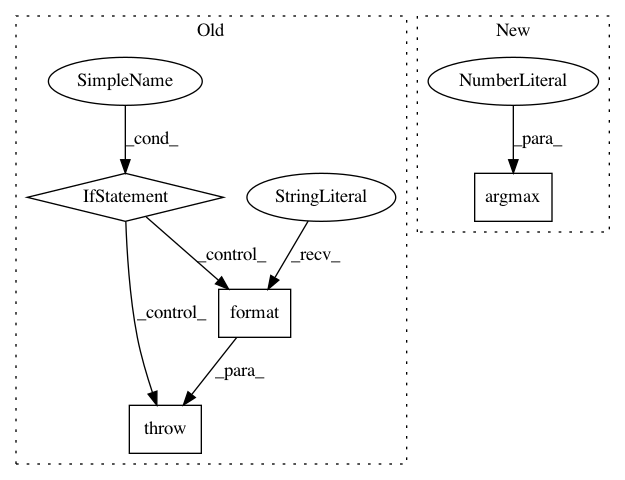 Old
New
SimpleName
NumberLiteral
_cond_
_para_
IfStatement
StringLiteral
argmax
_control_
_recv_
_control_
format
_para_
throw